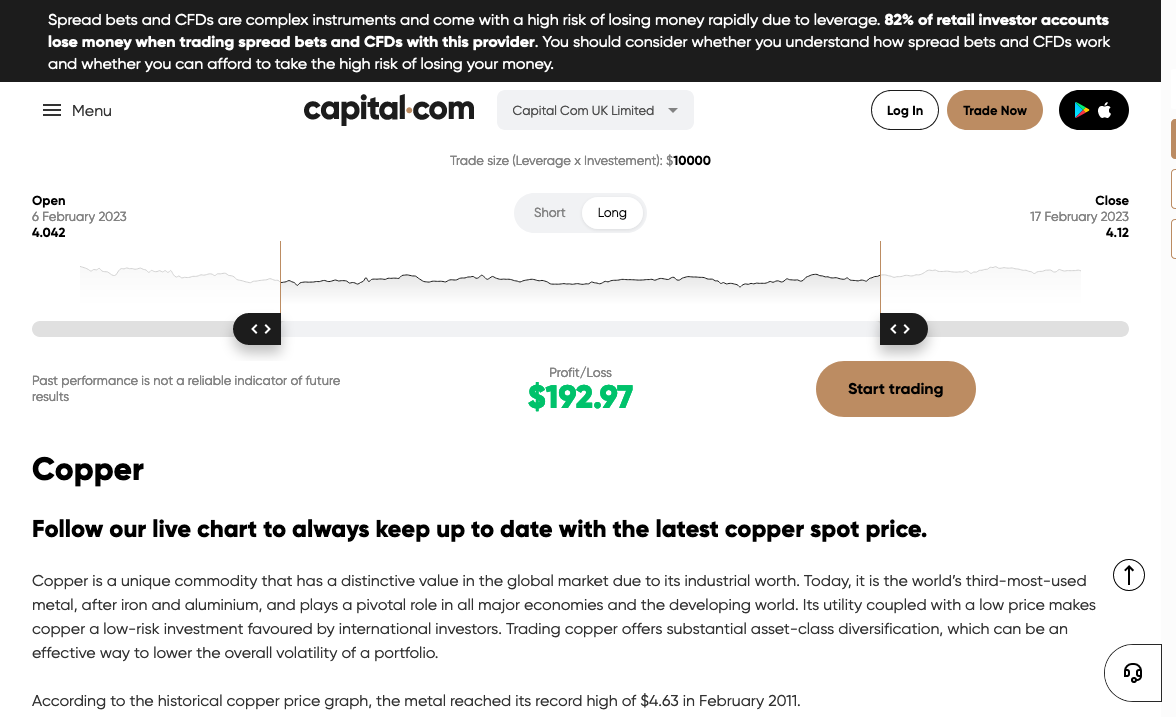 Spread bets and CFDs are complex instruments and come with a high risk of losing money rapidly due to leverage. 82% of retail investor accounts
lose money when trading spread bets and CFDs with this provider. You should consider whether you understand how spread bets and CFDs work
and whether you can afford to take the high risk of losing your money.
Menu
capital.com
Capital Com UK Limited
Log In
Trade Now
Trade size (Leverage x Investement): $10000
Open
6 February 2023
4.042
Short
Long
Close
17 February 2023
4.12
Past performance is not a reliable indicator of future
results
Profit/Loss
$192.97
Start trading
Copper
Follow our live chart to always keep up to date with the latest copper spot price.
Copper is a unique commodity that has a distinctive value in the global market due to its industrial worth. Today, it is the world's third-most-used
metal, after iron and aluminium, and plays a pivotal role in all major economies and the developing world. Its utility coupled with a low price makes
copper a low-risk investment favoured by international investors. Trading copper offers substantial asset-class diversification, which can be an
effective way to lower the overall volatility of a portfolio.
According to the historical copper price graph, the metal reached its record high of $4.63 in February 2011.